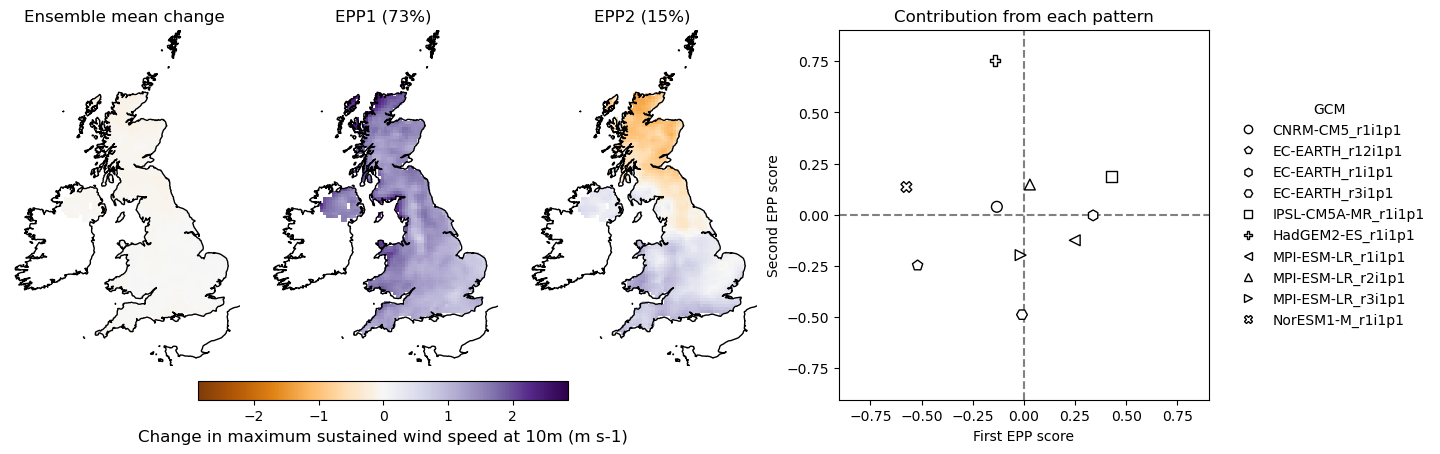 Ensemble mean change
EPP1 (73%)
EPP2 (15%)
−2 −1 0 1 2
Change in maximum sustained wind speed at 10m (m s-1)
Contribution from each pattern
0.75
0.50
0.25
0.00
−0.25
−0.50
−0.75
Second EPP score
−0.75 −0.50 −0.25 0.00 0.25 0.50 0.75
First EPP score
GCM
CNRM-CM5_r1i1p1
EC-EARTH_r12i1p1
EC-EARTH_r1i1p1
EC-EARTH_r3i1p1
IPSL-CM5A-MR_r1i1p1
HadGEM2-ES_r1i1p1
MPI-ESM-LR_r1i1p1
MPI-ESM-LR_r2i1p1
MPI-ESM-LR_r3i1p1
NorESM1-M_r1i1p1